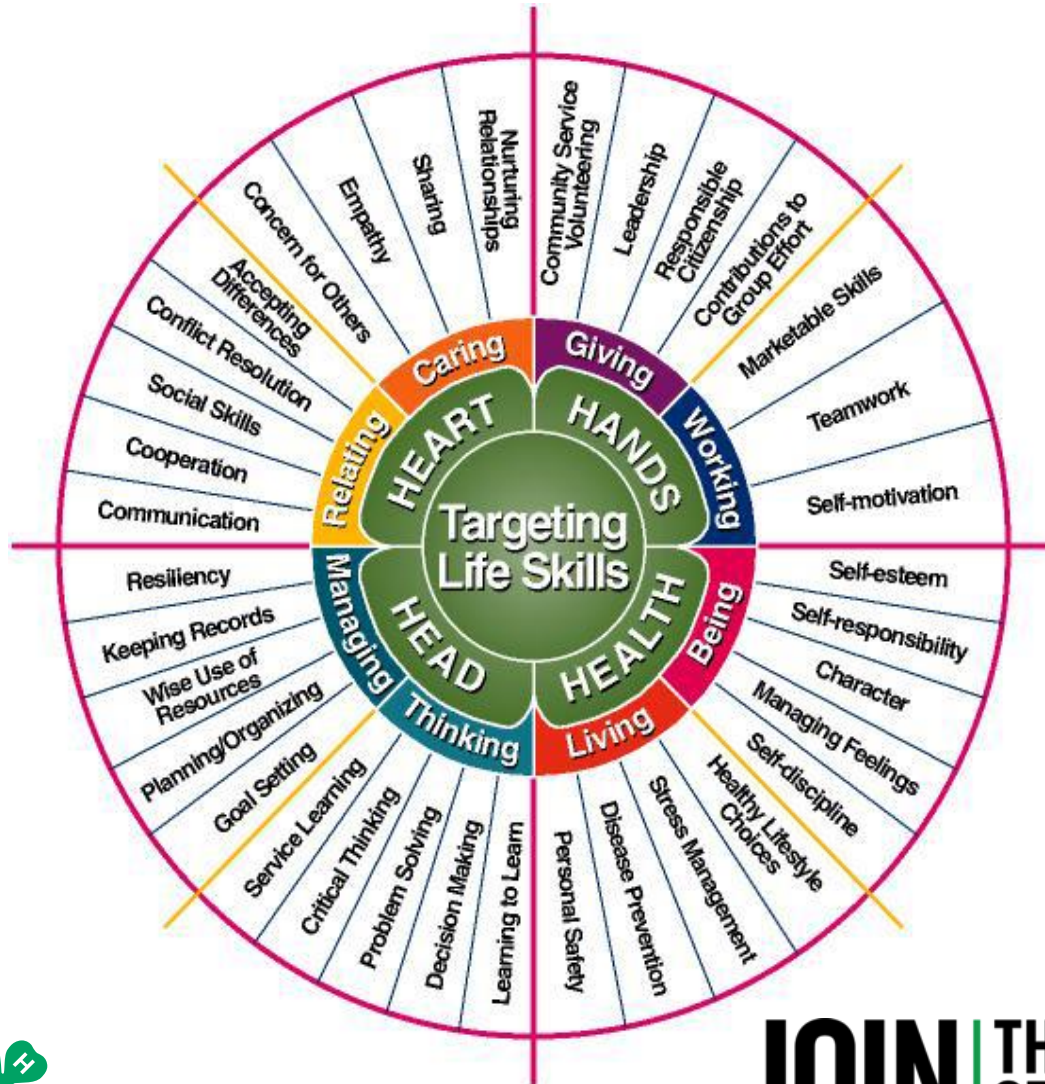 Nurturing
Relationships
Sharing
Empathy
Concern for Others
Community Service
Volunteering
Leadership
Responsible
Citizenship
Contributions to
Group Effort
Accepting
Differences
Conflict Resolution
Social Skills
Cooperation
Communication
Marketable Skills
Teamwork
Self-motivation
Caring
Giving
Relating
Working
HEART
HANDS
Targeting
Life Skills
HEAD
HEALTH
Managing
Being
Thinking
Living
Resiliency
Keeping Records
Wise Use of
Resources
Planning/Organizing
Goal Setting
Self-esteem
Self-responsibility
Character
Managing Feelings
Self-discipline
Service Learning
Critical Thinking
Problem Solving
Decision Making
Learning to Learn
Healthy Lifestyle
Choices
Stress Management
Disease Prevention
Personal Safety
H
JOIN
TH